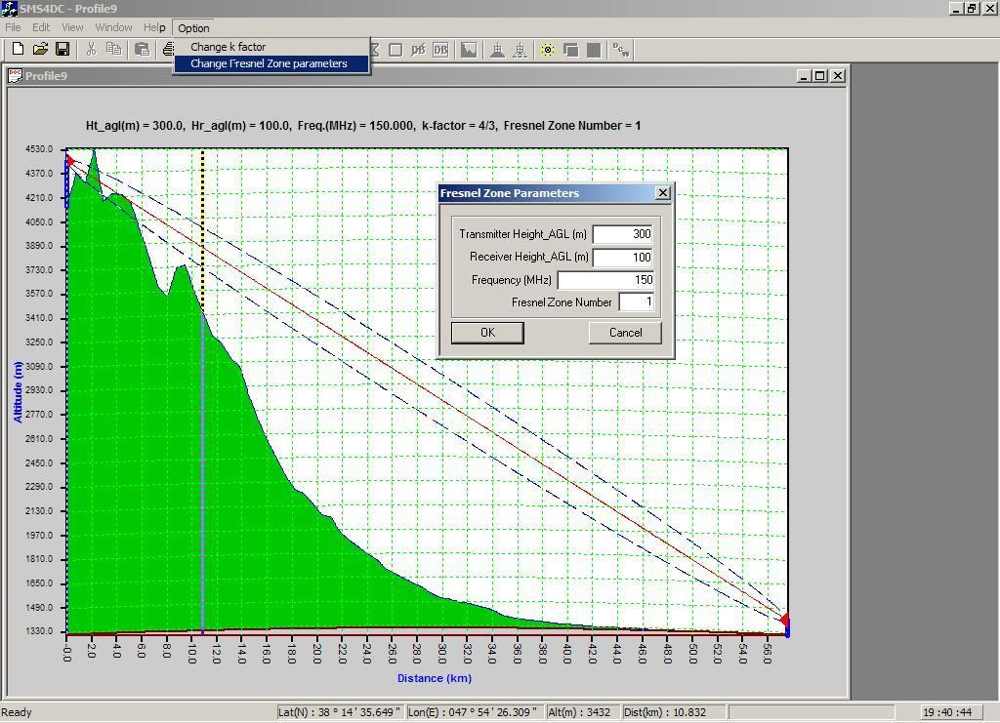 SMS4DC - Profile9
File Edit View Window Help Option
Change k factor
Change Fresnel Zone parameters
DB
Profile9
Ht_agl(m) = 300.0, Hr_agl(m) = 100.0, Freq.(MHz) = 150.000, k-factor = 4/3, Fresnel Zone Number = 1
4530.0
4370.0
4210.0
4050.0
3890.0
3730.0
3570.0
3410.0
3250.0
3090.0
2930.0
2770.0
2610.0
2450.0
2290.0
2130.0
1970.0
1810.0
1650.0
1490.0
1330.0
Altitude (m)
Fresnel Zone Parameters
Transmitter Height_AGL (m) 300
Receiver Height_AGL (m) 100
Frequency (MHz) 150
Fresnel Zone Number 1
OK Cancel
-0.0 2.0 4.0 6.0 8.0 10.0 12.0 14.0 16.0 18.0 20.0 22.0 24.0 26.0 28.0 30.0 32.0 34.0 36.0 38.0 40.0 42.0 44.0 46.0 48.0 50.0 52.0 54.0 56.0
Distance (km)
Ready Lat(N) : 38 ° 14 ' 35.649 " Lon(E) : 047 ° 54 ' 26.309 " Alt(m) : 3432 Dist(km) : 10.832 19:40:44